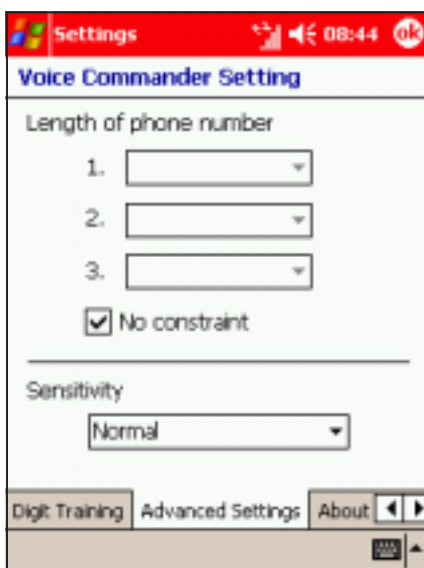 Settings 08:44 ok
Voice Commander Setting
Length of phone number
1.
2.
3.
No constraint
Sensitivity
Normal
Digit Training Advanced Settings About